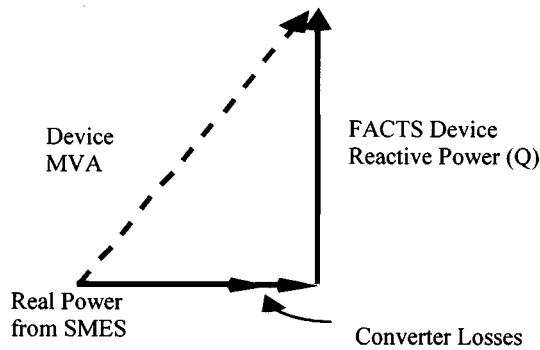 Device
MVA
FACTS Device
Reactive Power (Q)
Real Power
from SMES
Converter Losses